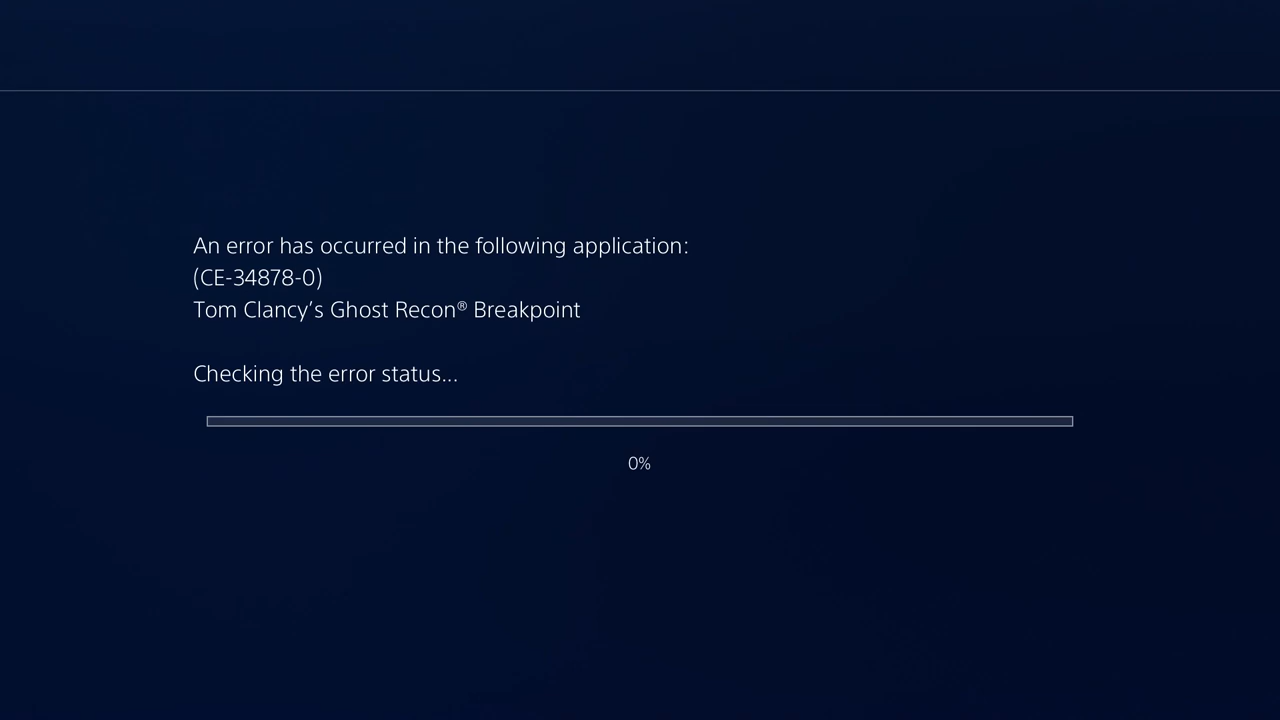 An error has occurred in the following application:
(CE-34878-0)
Tom Clancy’s Ghost Recon® Breakpoint
Checking the error status...
0%